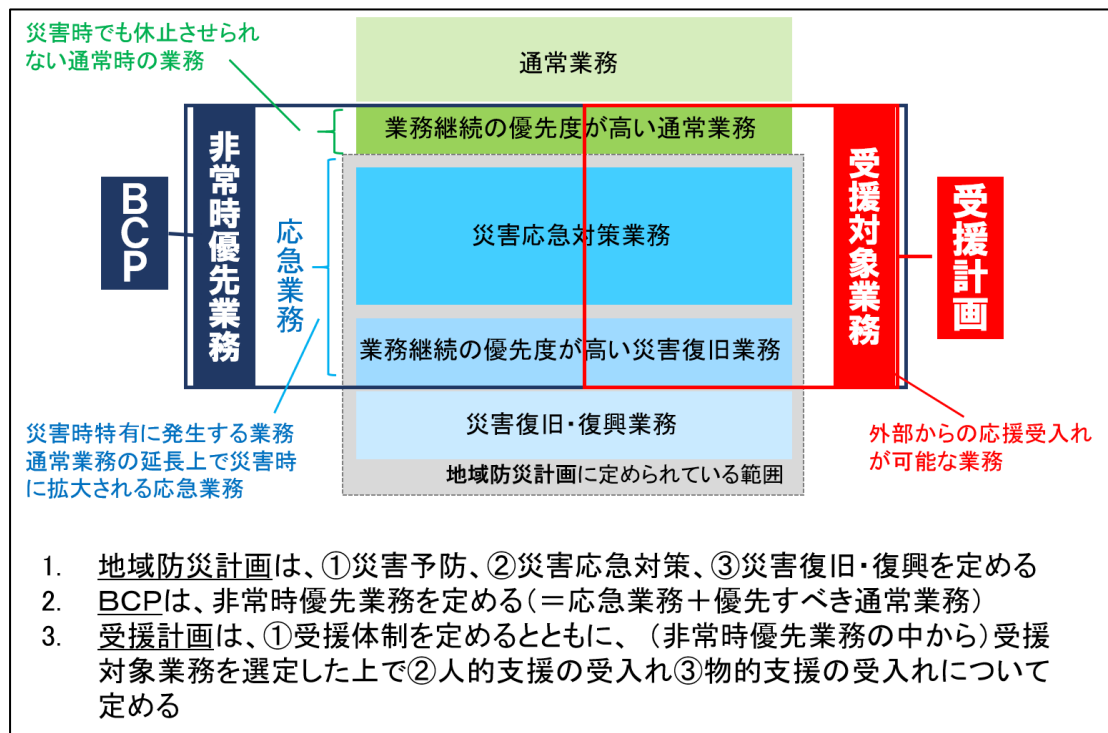 災害時でも休止させられ
ない通常時の業務
通常業務
業務継続の優先度が高い通常業務
BCP
非常時優先業務
応急業務
災害応急対策業務
受援対象業務
受援計画
業務継続の優先度が高い災害復旧業務
災害復旧・復興業務
災害時特有に発生する業務
通常業務の延長上で災害時
に拡大される応急業務
外部からの応援受入れ
が可能な業務
地域防災計画に定められている範囲
1. 地域防災計画は、①災害予防、②災害応急対策、③災害復旧・復興を定める
2. BCPは、非常時優先業務を定める(=応急業務+優先すべき通常業務)
3. 受援計画は、①受援体制を定めるとともに、（非常時優先業務の中から）受援
対象業務を選定した上で②人的支援の受入れ③物的支援の受入れについて
定める